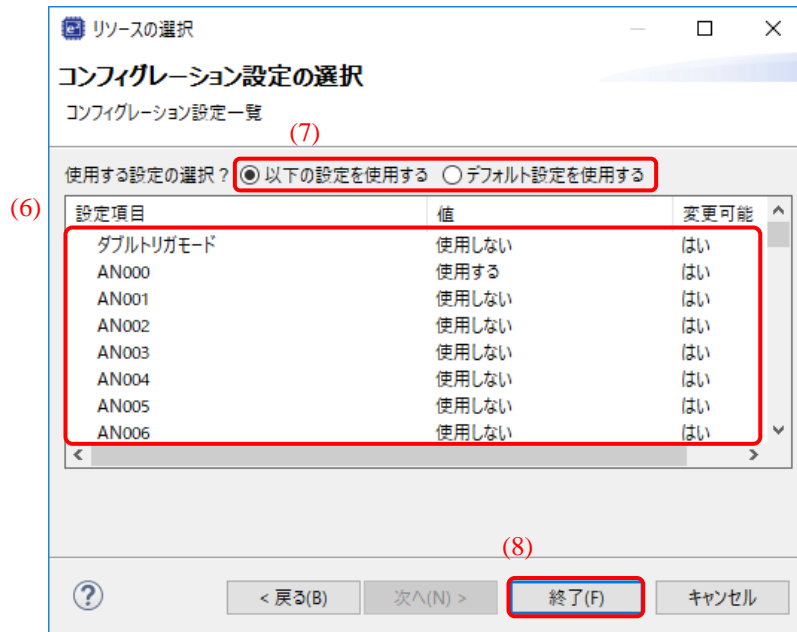 リソースの選択
コンフィグレーション設定の選択
コンフィグレーション設定一覧
(7)
使用する設定の選択？ 以下の設定を使用する デフォルト設定を使用する
(6)
設定項目 値 変更可能
ダブルトリガモード 使用しない はい
AN000 使用する はい
AN001 使用しない はい
AN002 使用しない はい
AN003 使用しない はい
AN004 使用しない はい
AN005 使用しない はい
AN006 使用しない はい
(8)
< 戻る(B) 次へ(N) > 終了(F) キャンセル